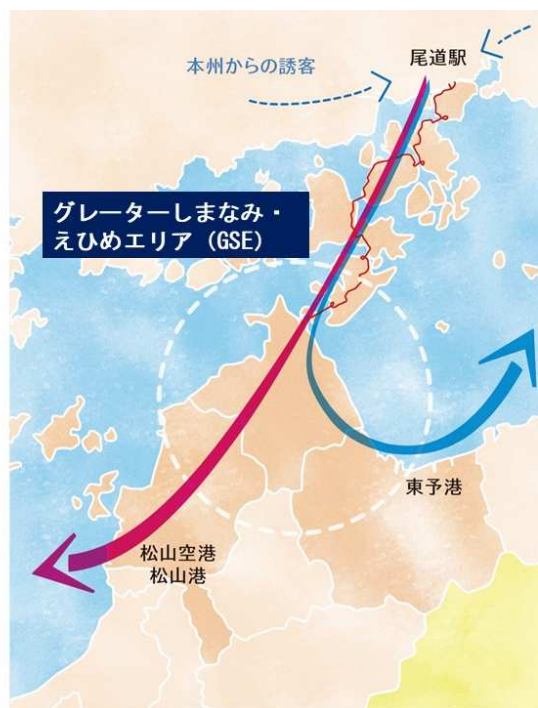 尾道駅
本州からの誘客
グレーターしまなみ・
えひめエリア（GSE）
東予港
松山空港
松山港